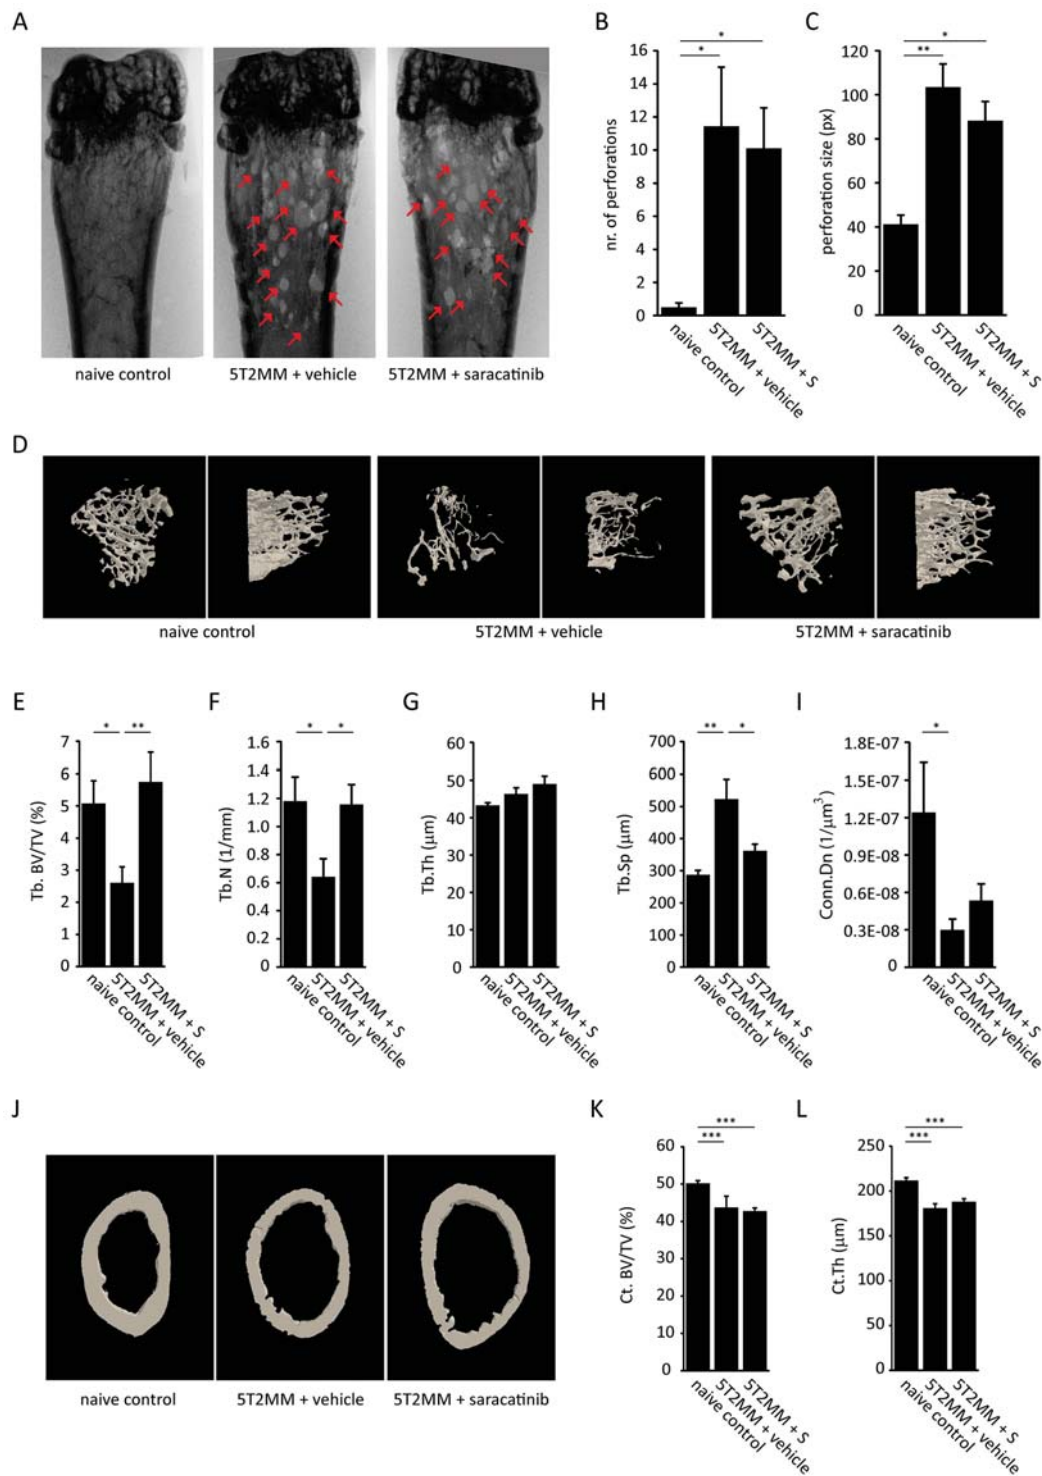 A
naive control
5T2MM + vehicle
5T2MM + saracatinib
B
nr. of perforations
16
14
12
10
8
6
4
2
0
*
*
naive control
5T2MM + vehicle
5T2MM + S
C
perforation size (px)
120
100
80
60
40
20
0
*
**
naive control
5T2MM + vehicle
5T2MM + S
D
naive control
5T2MM + vehicle
5T2MM + saracatinib
E
Tb. BV/TV (%)
7
6
5
4
3
2
1
0
* **
naive control
5T2MM + vehicle
5T2MM + S
F
Tb.N (1/mm)
1.6
1.4
1.2
1.0
0.8
0.6
0.4
0.2
0
* *
naive control
5T2MM + vehicle
5T2MM + S
G
Tb.Th (μm)
60
50
40
30
20
10
0
naive control
5T2MM + vehicle
5T2MM + S
H
Tb.Sp (μm)
700
600
500
400
300
200
100
0
** *
naive control
5T2MM + vehicle
5T2MM + S
I
Conn.Dn (1/μm³)
1.8E-07
1.5E-07
1.2E-07
0.9E-08
0.6E-08
0.3E-08
0
*
naive control
5T2MM + vehicle
5T2MM + S
J
naive control
5T2MM + vehicle
5T2MM + saracatinib
K
Ct. BV/TV (%)
60
50
40
30
20
10
0
***
***
naive control
5T2MM + vehicle
5T2MM + S
L
Ct.Th (μm)
250
200
150
100
50
0
***
***
naive control
5T2MM + vehicle
5T2MM + S